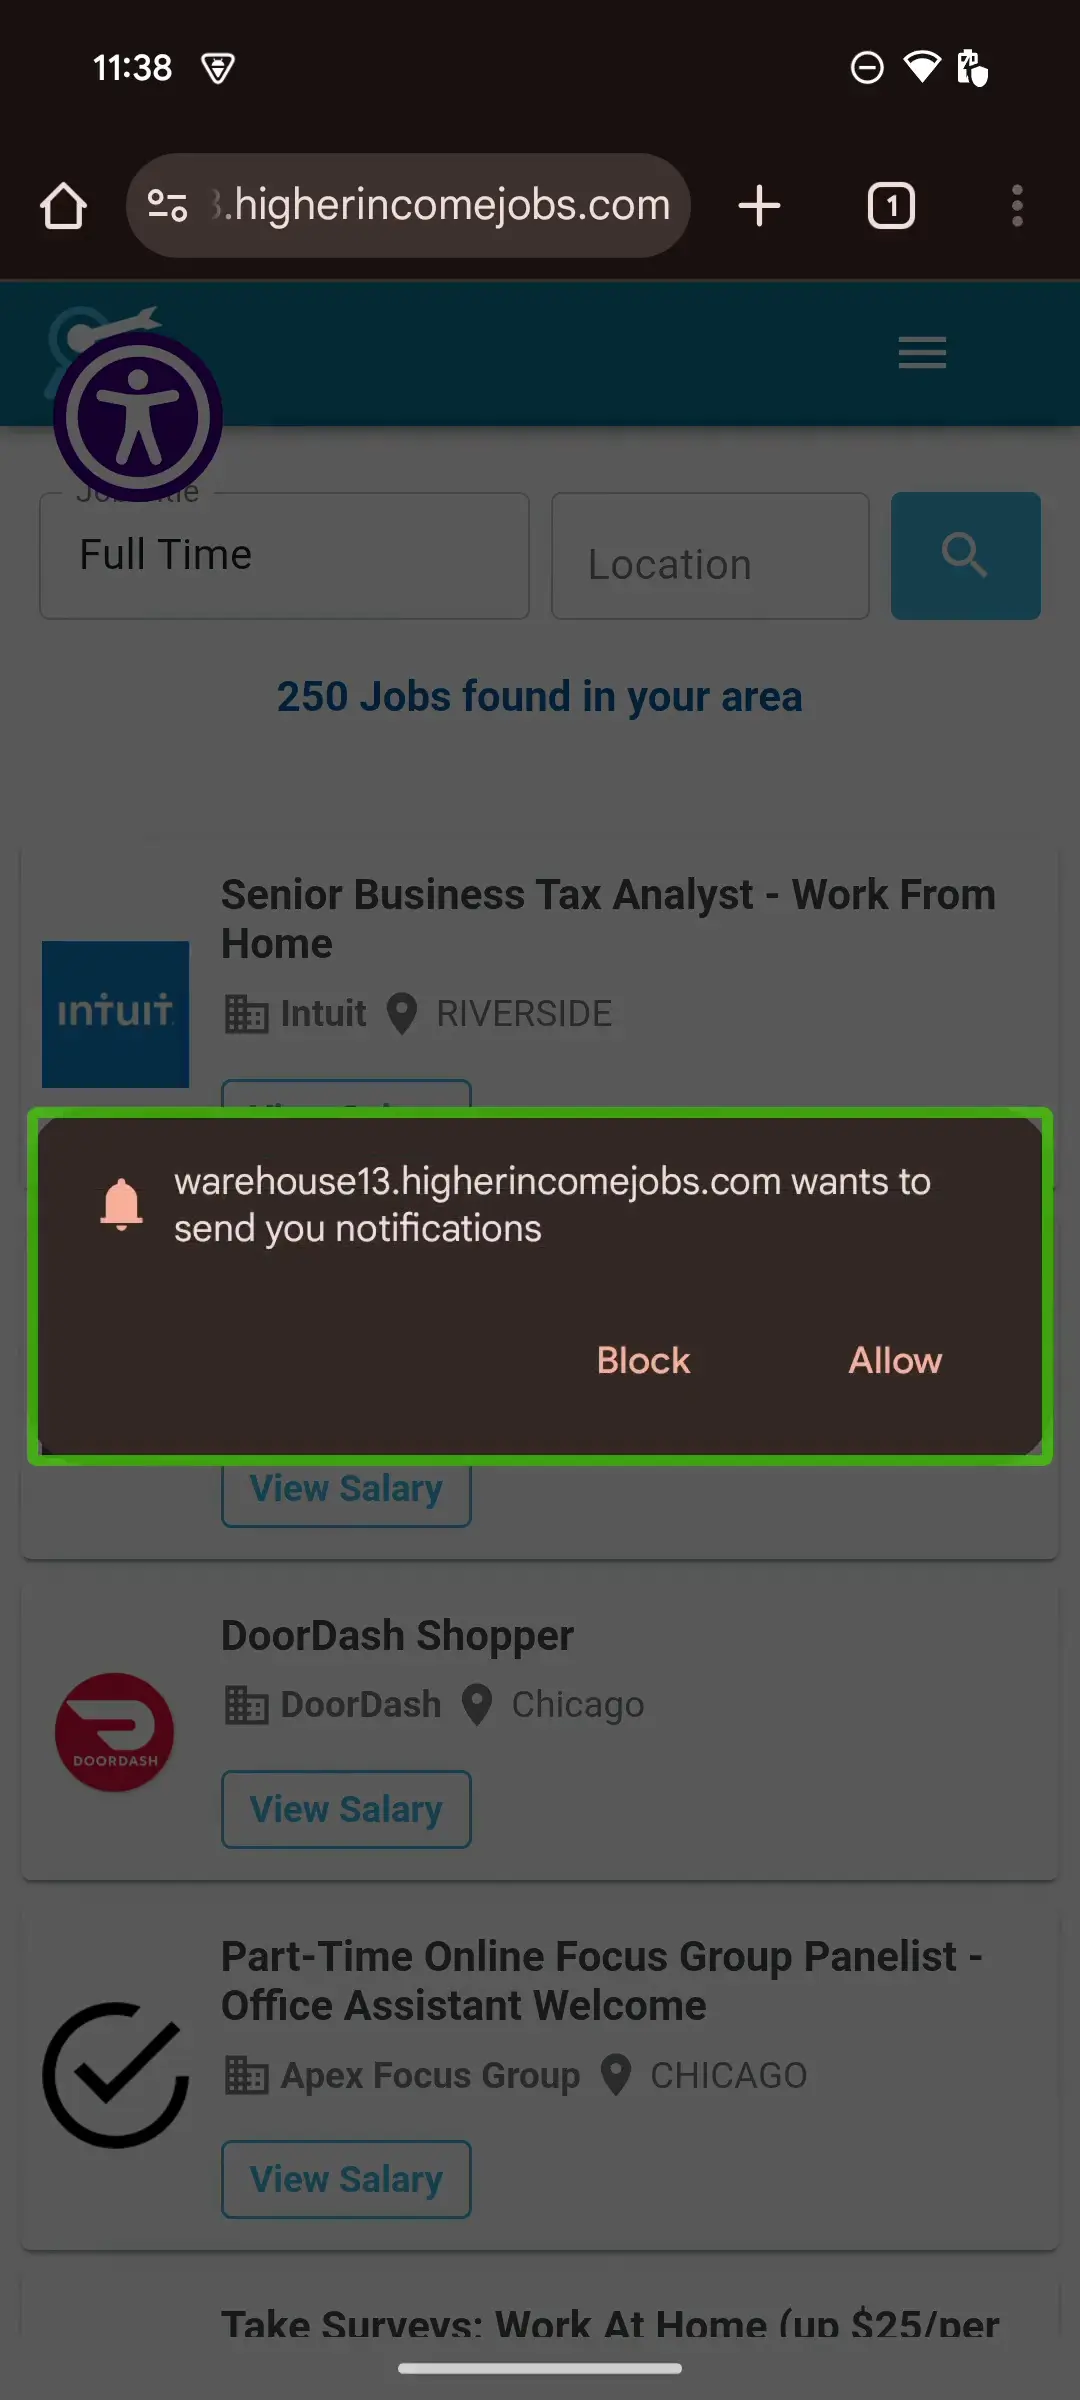 11:38
.higherincomejobs.com
1
Job Title
Full Time
Location
250 Jobs found in your area
Senior Business Tax Analyst - Work From
Home
intuit
Intuit
RIVERSIDE
warehouse13.higherincomejobs.com wants to
send you notifications
Block
Allow
View Salary
DoorDash Shopper
DOORDASH
DoorDash
Chicago
View Salary
Part-Time Online Focus Group Panelist -
Office Assistant Welcome
Apex Focus Group
CHICAGO
View Salary
Take Surveys: Work At Home (up $25/per